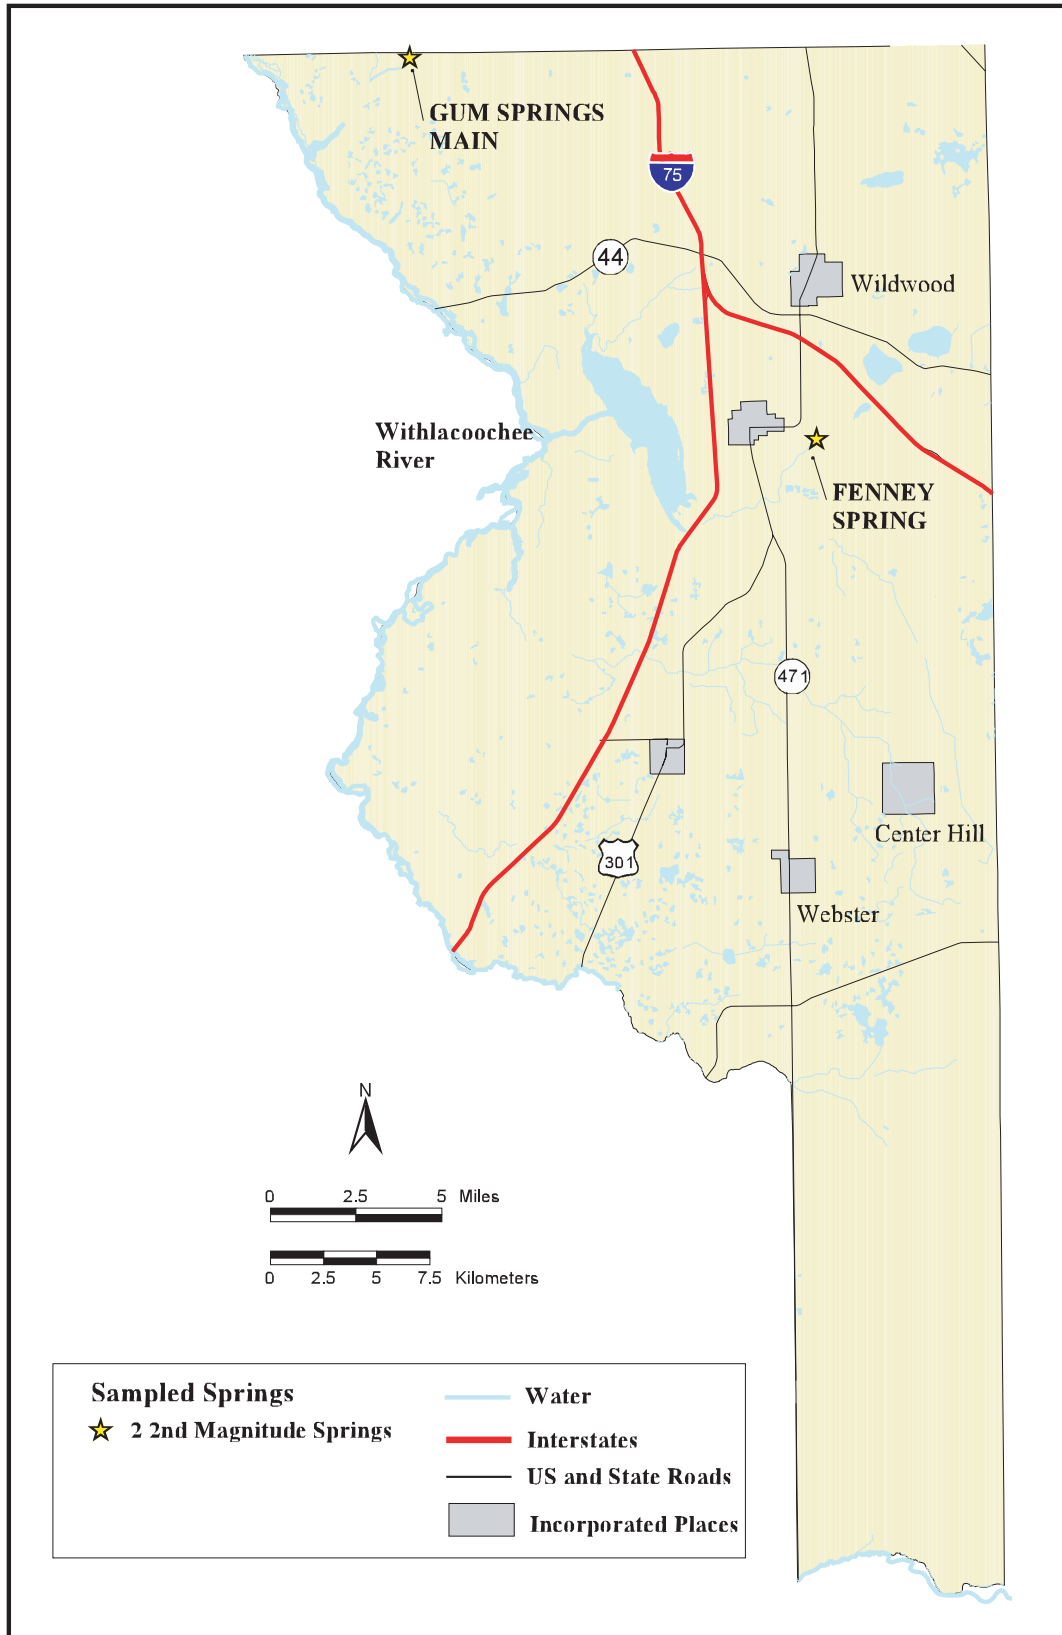 GUM SPRINGS
MAIN
75
44
Wildwood
Withlacoochee
River
FENNEY
SPRING
471
Center Hill
301
Webster
N
0 2.5 5 Miles
0 2.5 5 7.5 Kilometers
Sampled Springs
2 2nd Magnitude Springs
Water
Interstates
US and State Roads
Incorporated Places